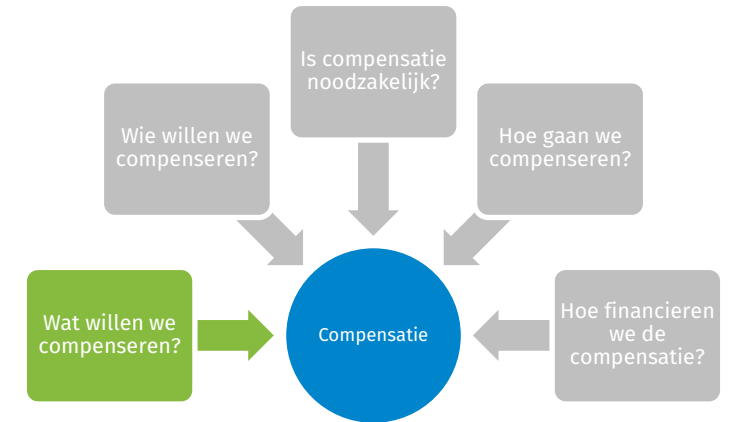 Is compensatie
noodzakelijk?
Wie willen we
compenseren?
Hoe gaan we
compenseren?
Wat willen we
compenseren?
Compensatie
Hoe financieren
we de
compensatie?